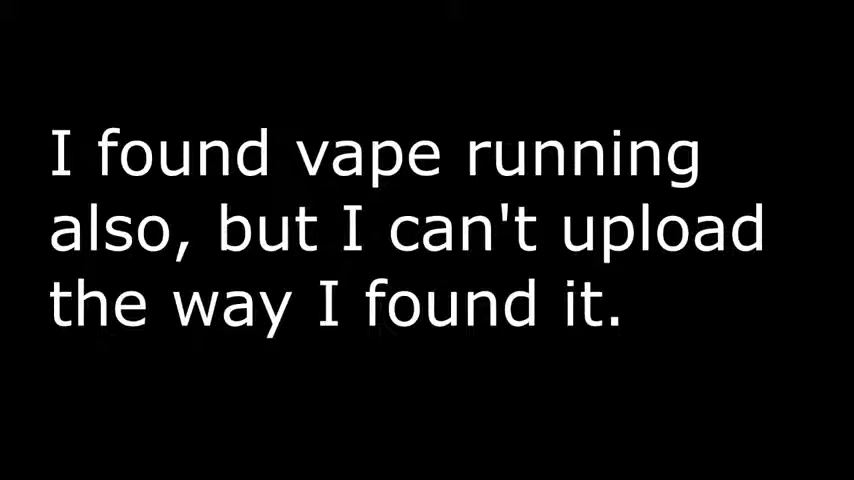 I found vape running
also, but I can't upload
the way I found it.